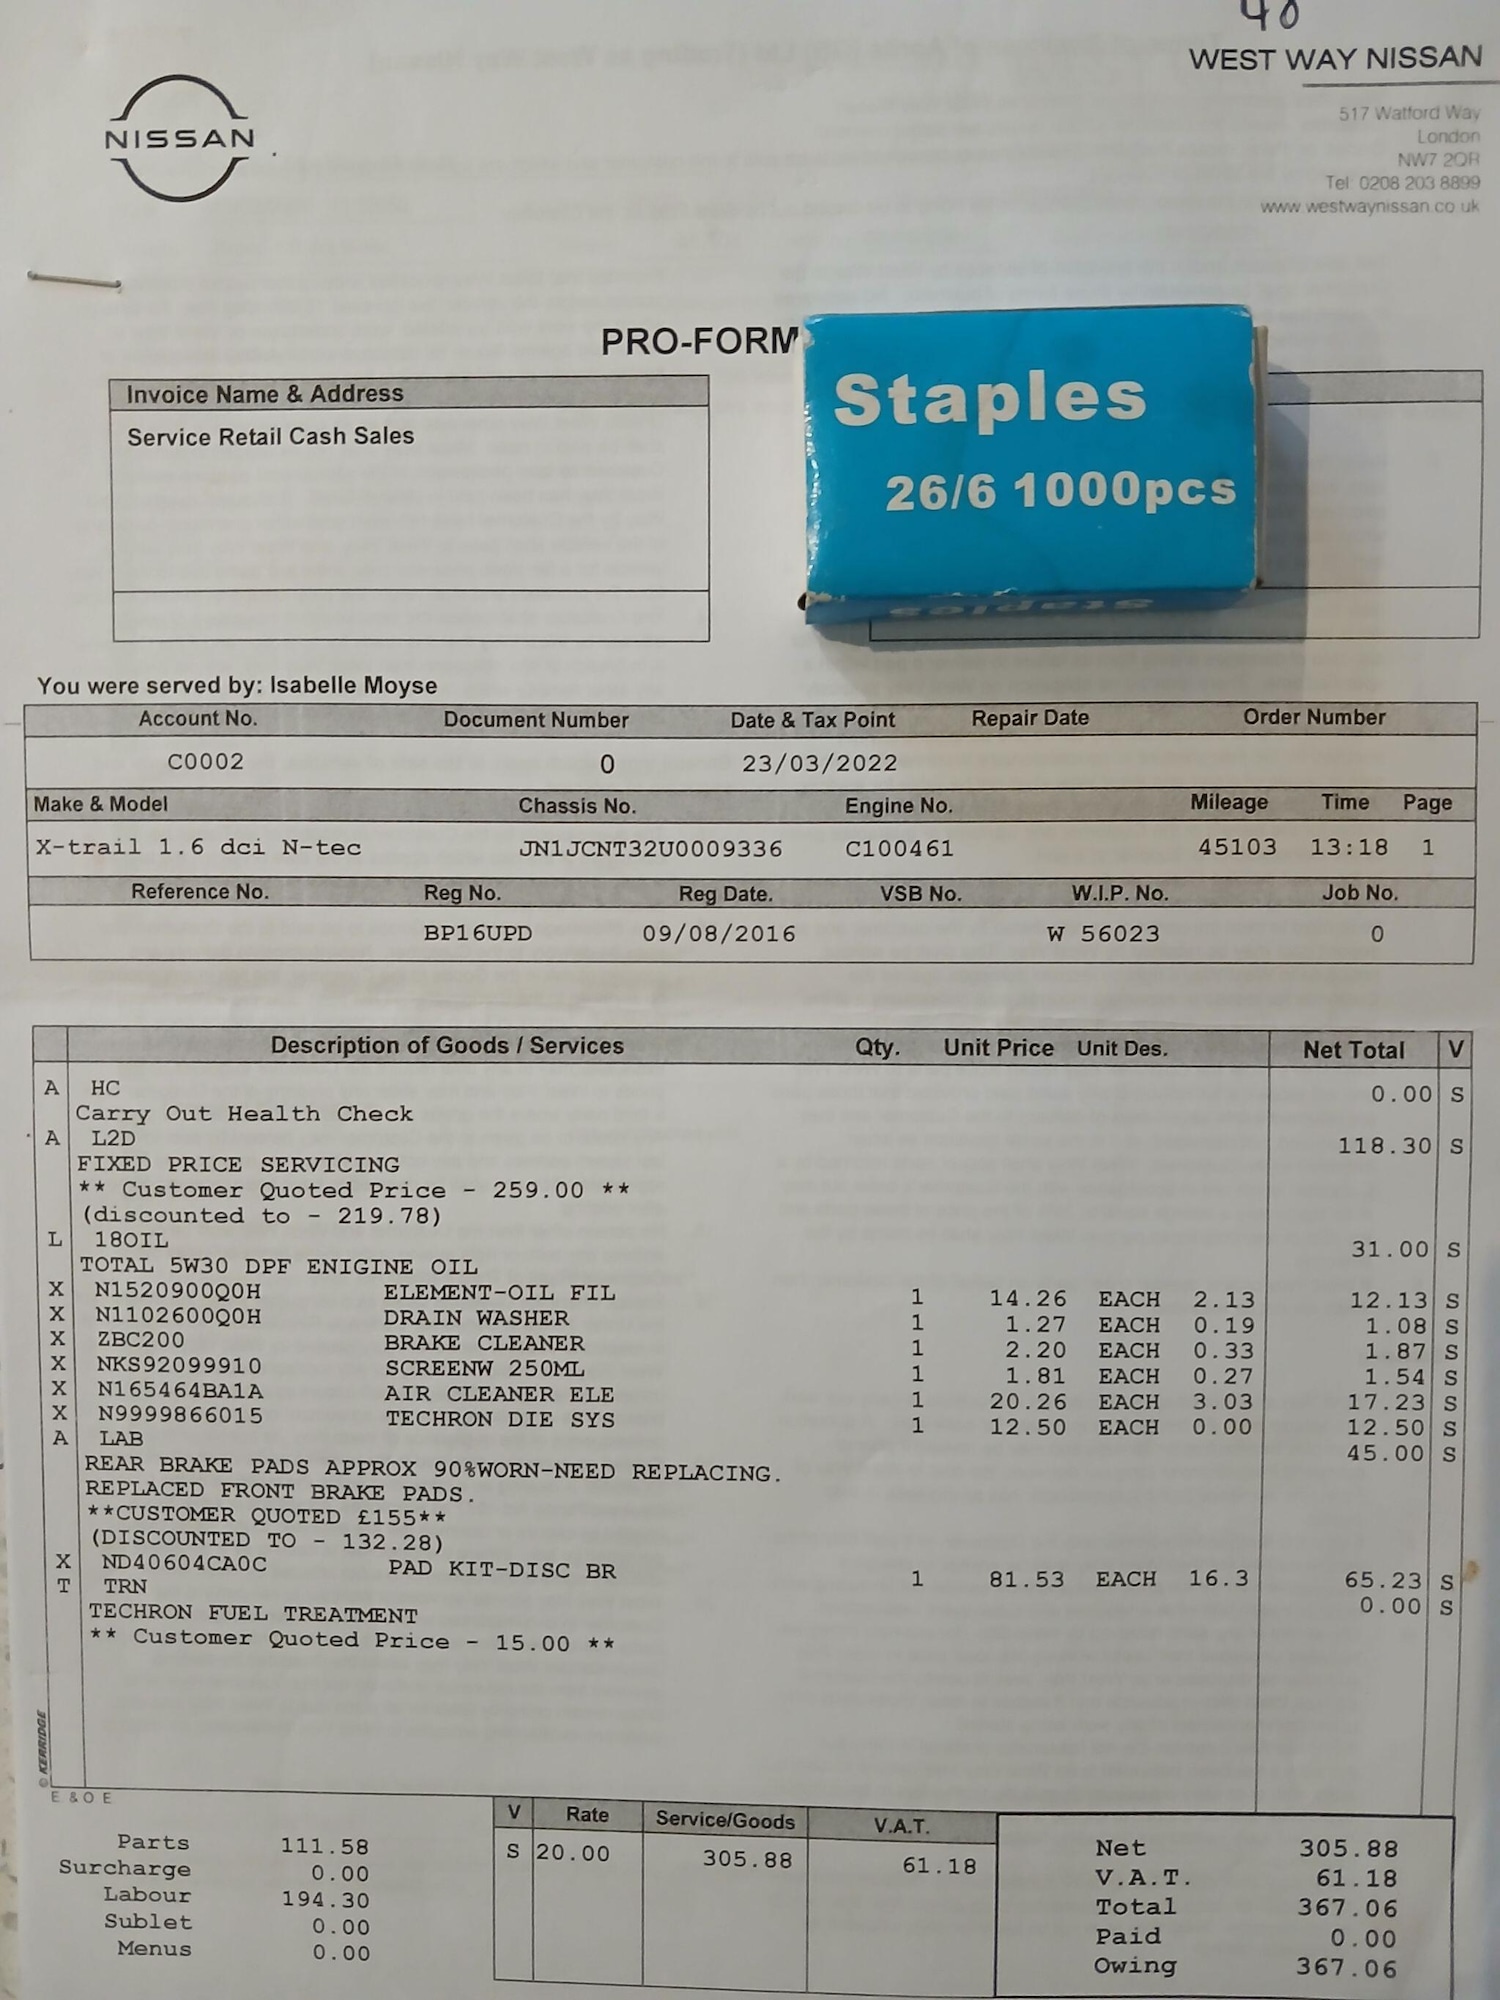 40
WEST WAY NISSAN
NISSAN
517 Watford Way
London
NW7 2QR
Tel: 0208 203 8899
www.westwaynissan.co.uk
PRO-FORM
Staples
26/6 1000pcs
Staples
Invoice Name & Address
Service Retail Cash Sales
You were served by: Isabelle Moyse
Account No. Document Number Date & Tax Point Repair Date Order Number
C0002 0 23/03/2022
Make & Model Chassis No. Engine No. Mileage Time Page
X-trail 1.6 dci N-tec JN1JCNT32U0009336 C100461 45103 13:18 1
Reference No. Reg No. Reg Date. VSB No. W.I.P. No. Job No.
BP16UPD 09/08/2016 W 56023 0
Description of Goods / Services Qty. Unit Price Unit Des. Net Total V
A HC 0.00 S
Carry Out Health Check
A L2D 118.30 S
FIXED PRICE SERVICING
** Customer Quoted Price - 259.00 **
(discounted to - 219.78)
L 18OIL 31.00 S
TOTAL 5W30 DPF ENIGINE OIL
X N1520900Q0H ELEMENT-OIL FIL 1 14.26 EACH 2.13 12.13 S
X N1102600Q0H DRAIN WASHER 1 1.27 EACH 0.19 1.08 S
X ZBC200 BRAKE CLEANER 1 2.20 EACH 0.33 1.87 S
X NKS92099910 SCREENW 250ML 1 1.81 EACH 0.27 1.54 S
X N165464BA1A AIR CLEANER ELE 1 20.26 EACH 3.03 17.23 S
X N9999866015 TECHRON DIE SYS 1 12.50 EACH 0.00 12.50 S
A LAB 45.00 S
REAR BRAKE PADS APPROX 90%WORN-NEED REPLACING.
REPLACED FRONT BRAKE PADS.
**CUSTOMER QUOTED £155**
(DISCOUNTED TO - 132.28)
X ND40604CA0C PAD KIT-DISC BR 1 81.53 EACH 16.3 65.23 S
T TRN 0.00 S
TECHRON FUEL TREATMENT
** Customer Quoted Price - 15.00 **
© KERRIDGE
E & O E
Parts 111.58
Surcharge 0.00
Labour 194.30
Sublet 0.00
Menus 0.00
V Rate Service/Goods V.A.T.
S 20.00 305.88 61.18
Net 305.88
V.A.T. 61.18
Total 367.06
Paid 0.00
Owing 367.06